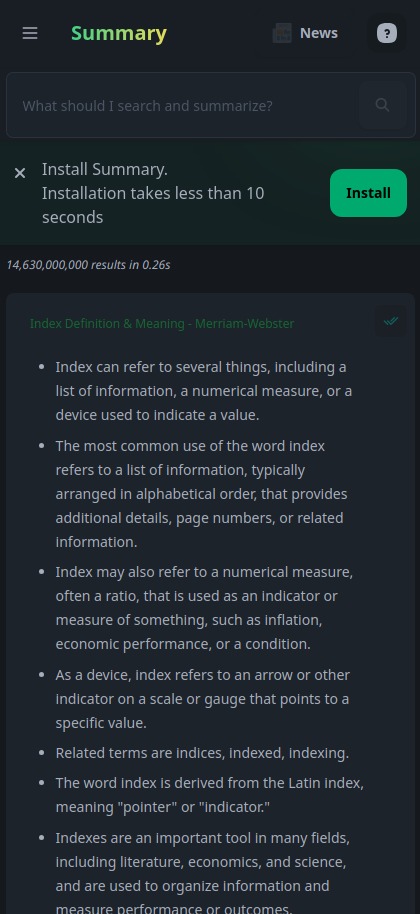 Summary
News
?
What should I search and summarize?
Install Summary.
Installation takes less than 10
seconds
Install
14,630,000,000 results in 0.26s
Index Definition & Meaning - Merriam-Webster
Index can refer to several things, including a
list of information, a numerical measure, or a
device used to indicate a value.
The most common use of the word index
refers to a list of information, typically
arranged in alphabetical order, that provides
additional details, page numbers, or related
information.
Index may also refer to a numerical measure,
often a ratio, that is used as an indicator or
measure of something, such as inflation,
economic performance, or a condition.
As a device, index refers to an arrow or other
indicator on a scale or gauge that points to a
specific value.
Related terms are indices, indexed, indexing.
The word index is derived from the Latin index,
meaning "pointer" or "indicator."
Indexes are an important tool in many fields,
including literature, economics, and science,
and are used to organize information and
measure performance or outcomes.